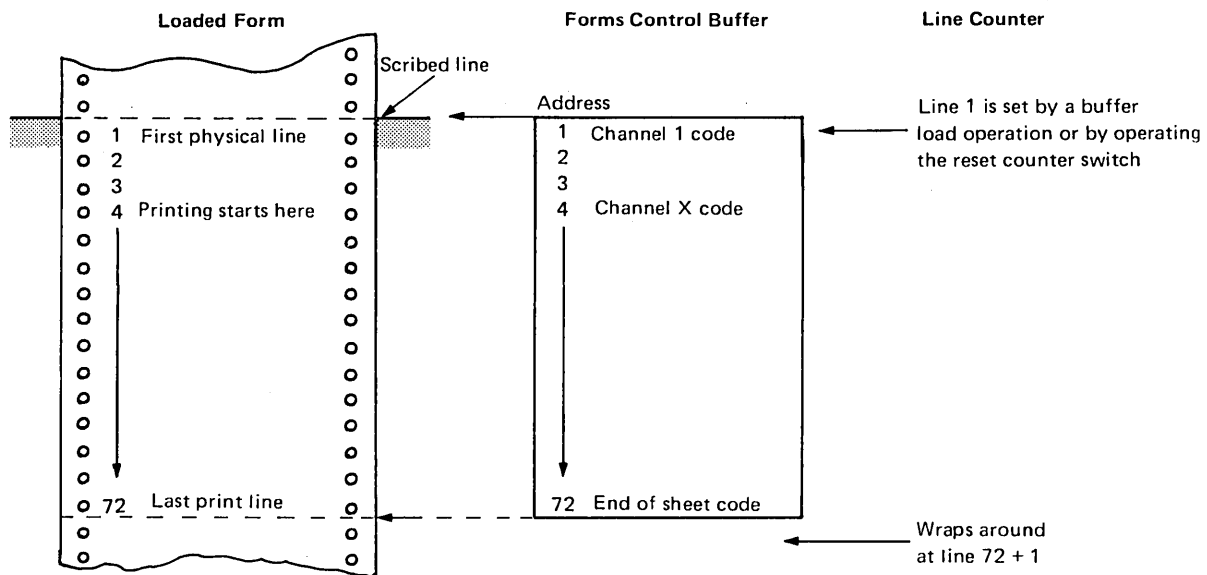 Loaded Form
Forms Control Buffer
Line Counter
Scribed line
Address
1 First physical line
2
3
4 Printing starts here
72 Last print line
1 Channel 1 code
2
3
4 Channel X code
72 End of sheet code
Line 1 is set by a buffer
load operation or by operating
the reset counter switch
Wraps around
at line 72 + 1